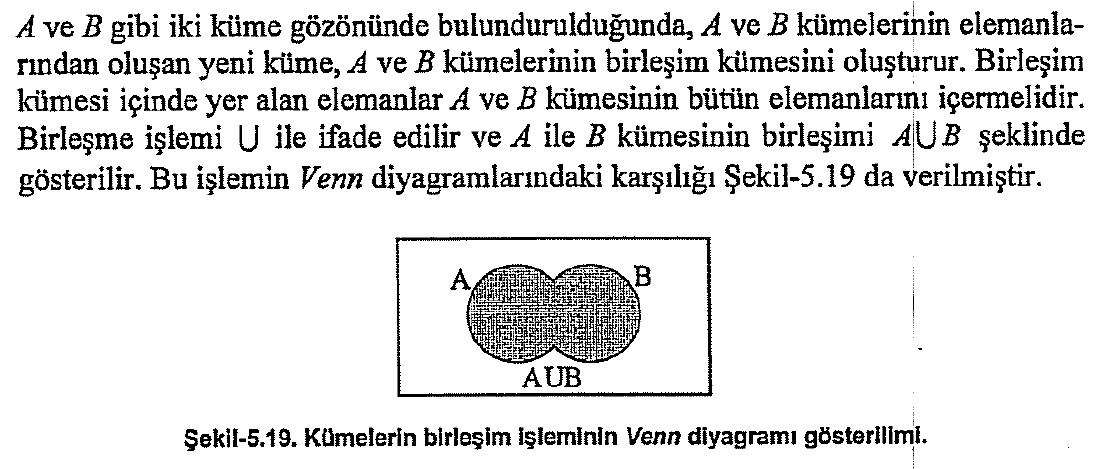 A ve B gibi iki küme gözönünde bulundurulduğunda, A ve B kümelerinin elemanla-
rından oluşan yeni küme, A ve B kümelerinin birleşim kümesini oluşturur. Birleşim
kümesi içinde yer alan elemanlar A ve B kümesinin bütün elemanlarını içermelidir.
Birleşme işlemi ∪ ile ifade edilir ve A ile B kümesinin birleşimi A∪B şeklinde
gösterilir. Bu işlemin Venn diyagramlarındaki karşılığı Şekil-5.19 da verilmiştir.
A B
A∪B
Şekil-5.19. Kümelerin birleşim işleminin Venn diyagramı gösterilimi.